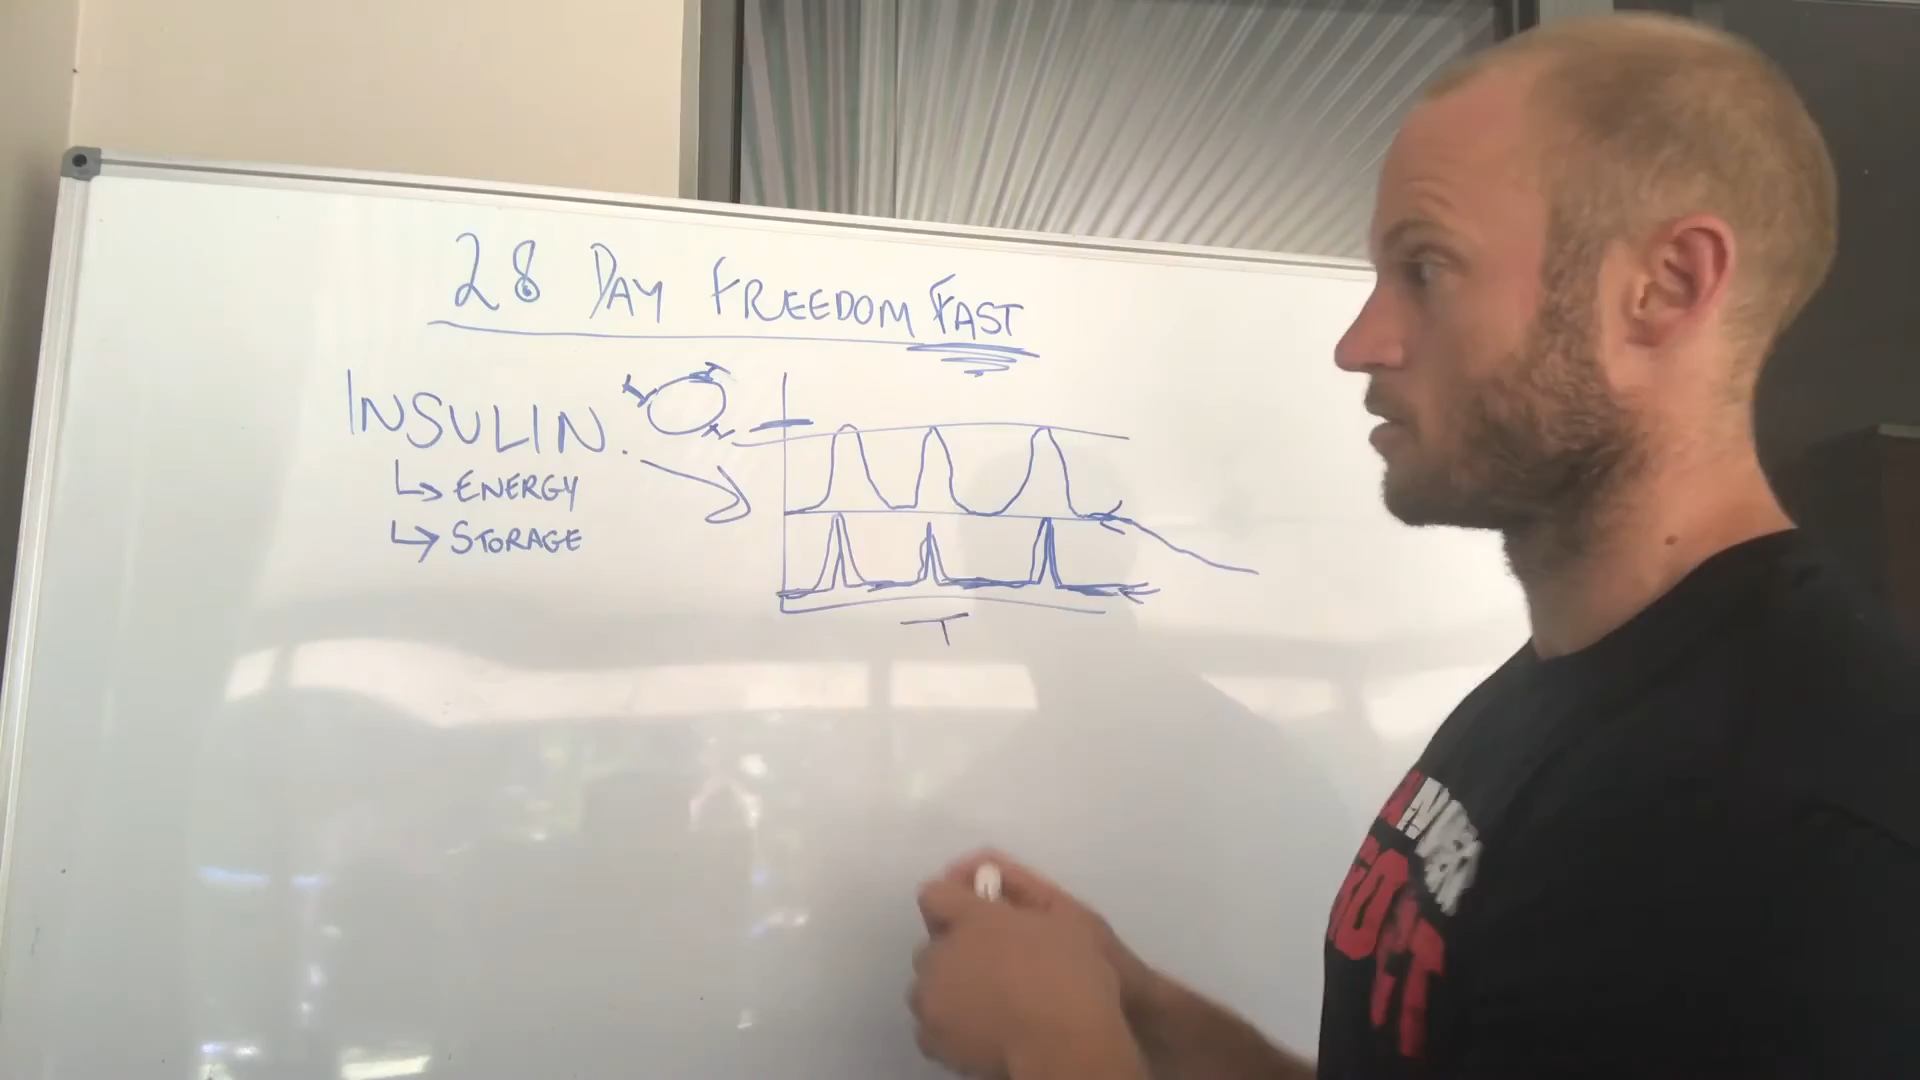 28 DAY FREEDOM FAST
INSULIN.
↳ ENERGY
↳ STORAGE
T